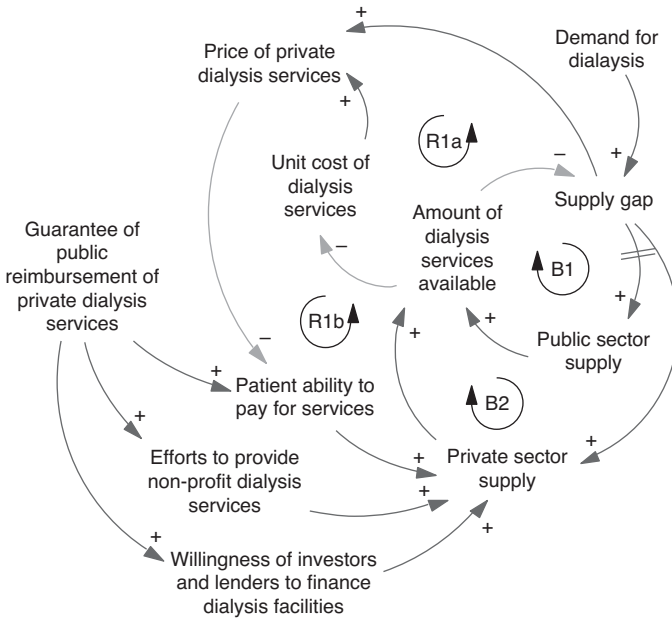 +
Price of private
dialysis services
Demand for
dialaysis
+
R1a
+
Unit cost of
dialysis
services
–
Supply gap
Amount of
dialysis
services
available
Guarantee of
public
reimbursement of
private dialysis
services
–
B1
+
R1b
+
+
Public sector
supply
–
+
Patient ability to
pay for services
B2
+
Efforts to provide
non-profit dialysis
services
+
+
Private sector
supply
+
+
Willingness of investors
and lenders to finance
dialysis facilities
+